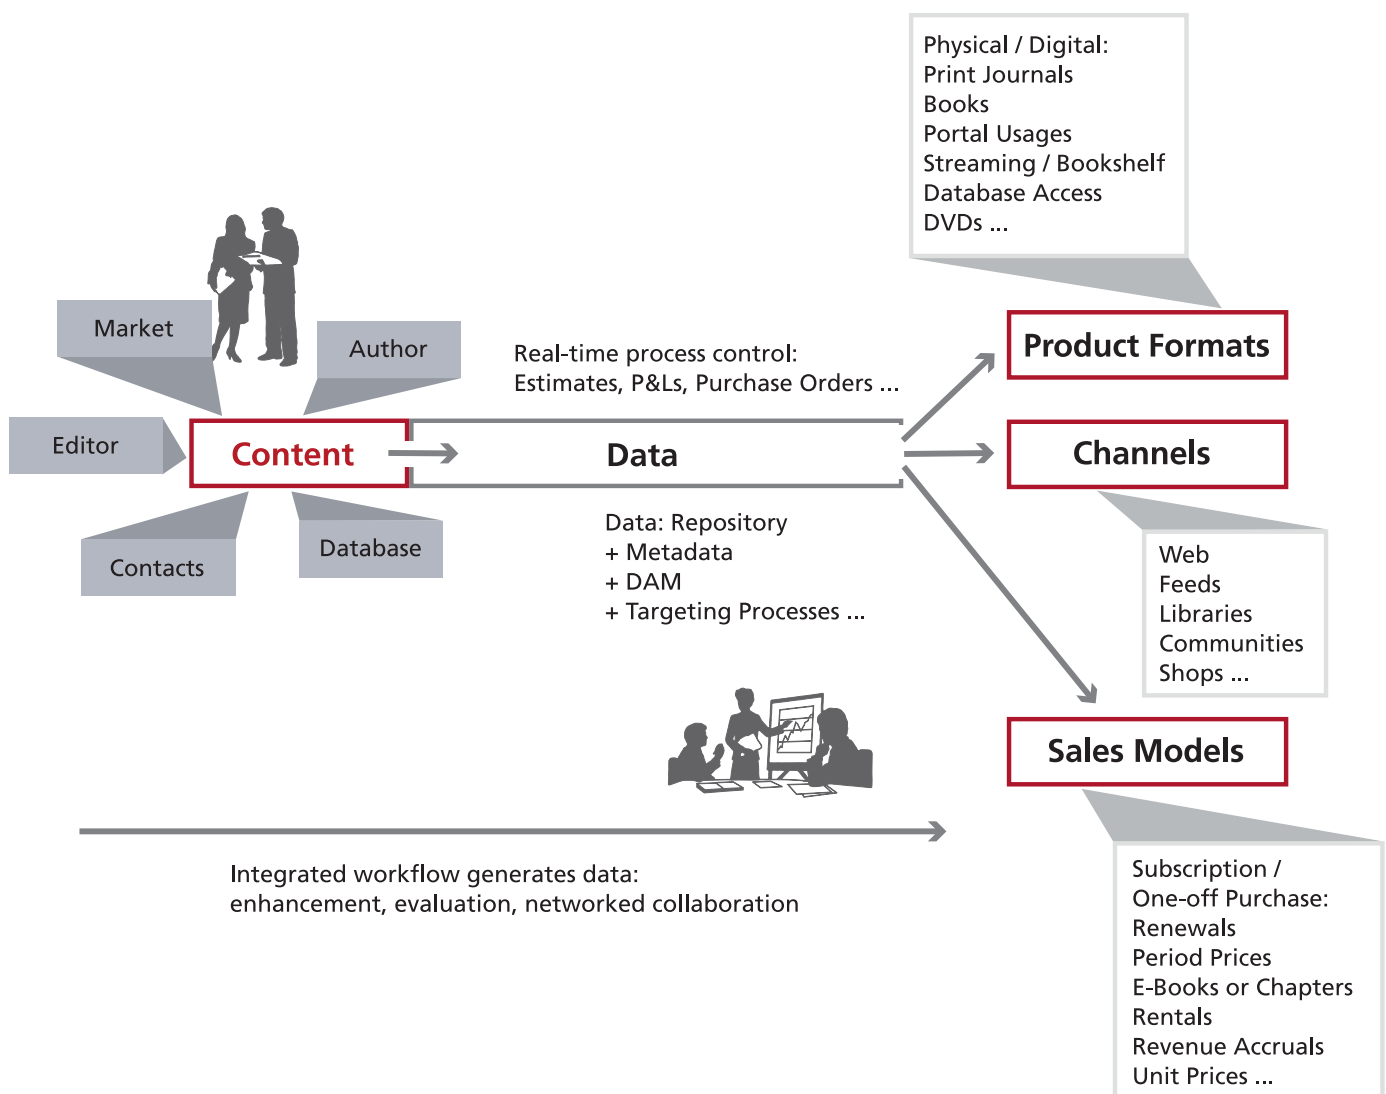 Physical / Digital:
Print Journals
Books
Portal Usages
Streaming / Bookshelf
Database Access
DVDs ...
Market
Author
Real-time process control:
Estimates, P&Ls, Purchase Orders ...
Product Formats
Editor
Content
Data
Channels
Contacts
Database
Data: Repository
+ Metadata
+ DAM
+ Targeting Processes ...
Web
Feeds
Libraries
Communities
Shops ...
Sales Models
Integrated workflow generates data:
enhancement, evaluation, networked collaboration
Subscription /
One-off Purchase:
Renewals
Period Prices
E-Books or Chapters
Rentals
Revenue Accruals
Unit Prices ...